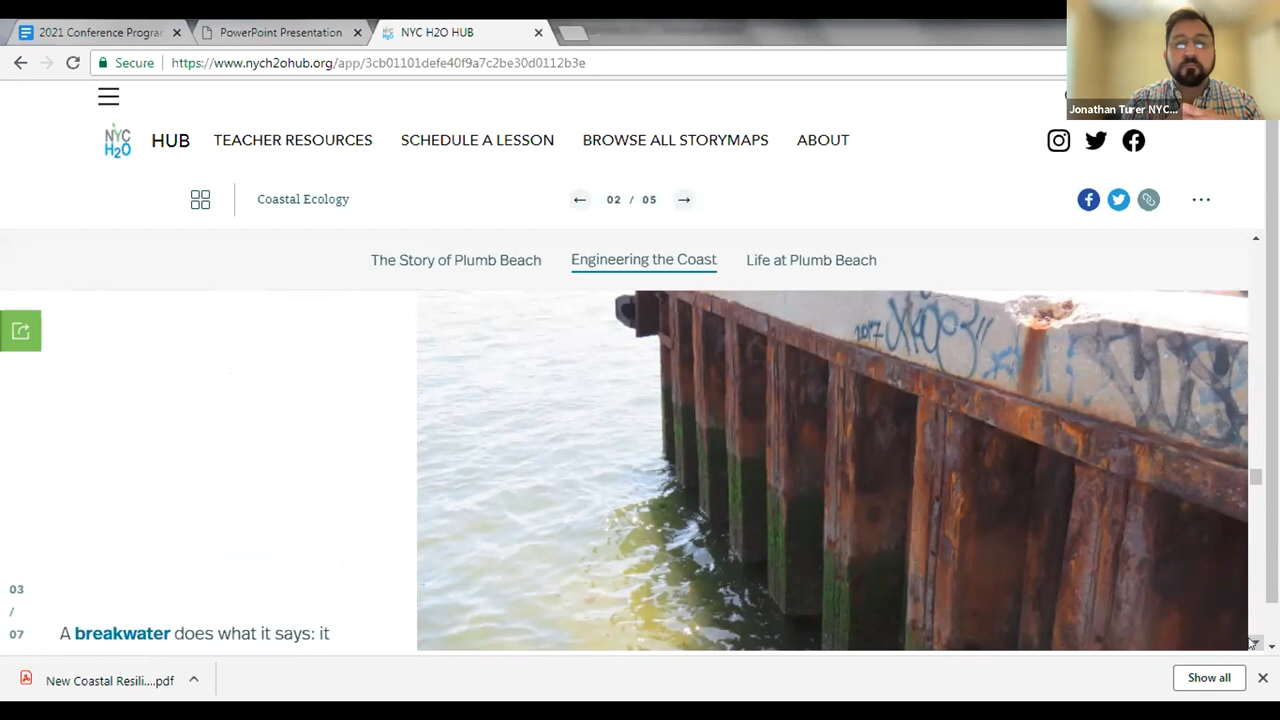 2021 Conference Progra
PowerPoint Presentation
NYC H2O HUB
Secure
https://www.nych2ohub.org/app/3cb01101defe40f9a7c2be30d0112b3e
Jonathan Turer NYC...
NYC
H2O
HUB
TEACHER RESOURCES
SCHEDULE A LESSON
BROWSE ALL STORYMAPS
ABOUT
Coastal Ecology
02 / 05
The Story of Plumb Beach
Engineering the Coast
Life at Plumb Beach
2017
03
/
07
A breakwater does what it says: it
New Coastal Resili....pdf
Show all